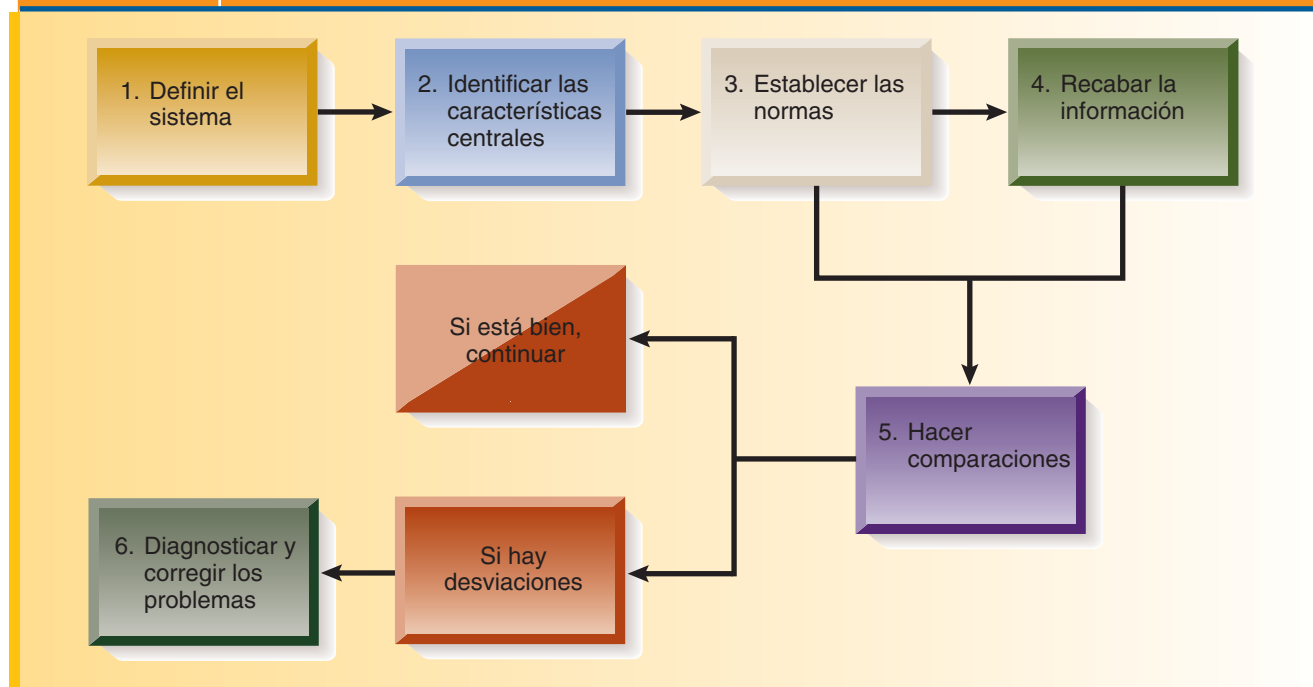 1. Definir el
sistema
2. Identificar las
características
centrales
3. Establecer las
normas
4. Recabar la
información
Si está bien,
continuar
5. Hacer
comparaciones
6. Diagnosticar y
corregir los
problemas
Si hay
desviaciones